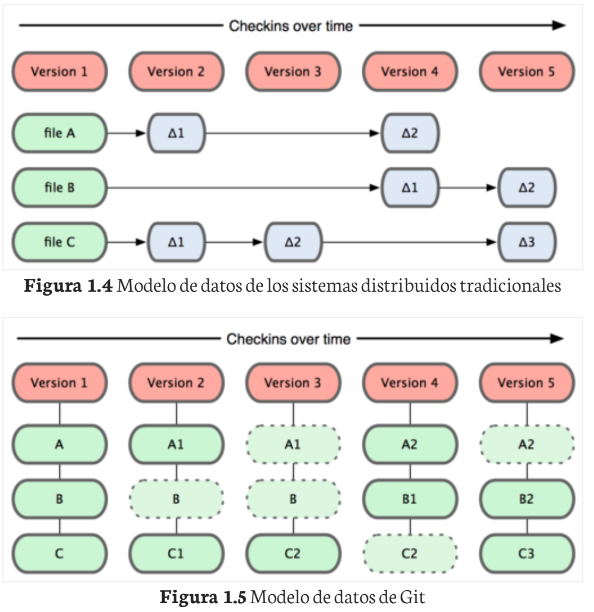 Checkins over time
Version 1 Version 2 Version 3 Version 4 Version 5
file A Δ1 Δ2
file B Δ1 Δ2
file C Δ1 Δ2 Δ3
Figura 1.4 Modelo de datos de los sistemas distribuidos tradicionales
Checkins over time
Version 1 Version 2 Version 3 Version 4 Version 5
A A1 A1 A2 A2
B B B B1 B2
C C1 C2 C2 C3
Figura 1.5 Modelo de datos de Git